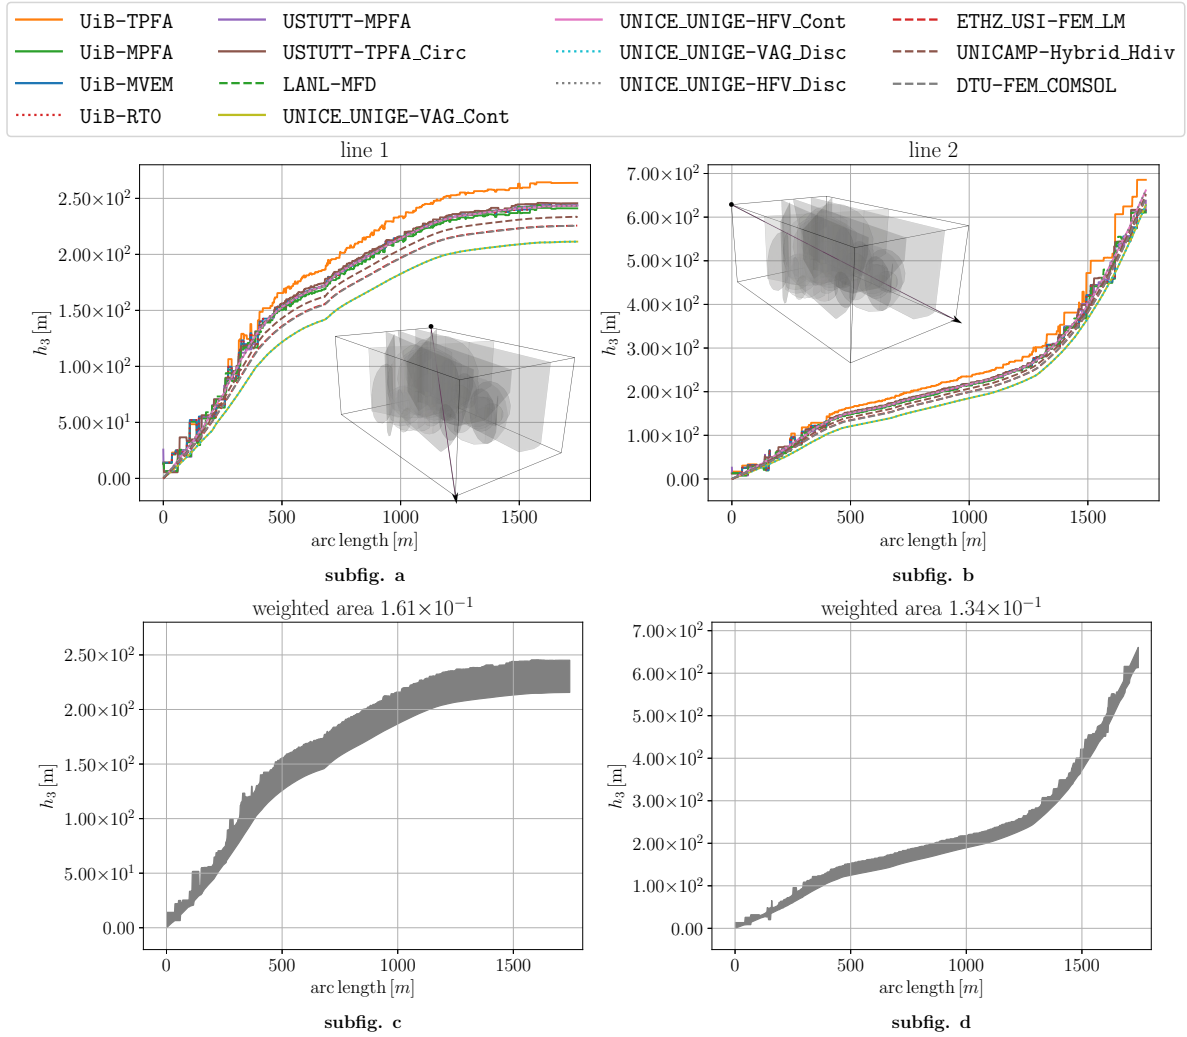 UiB-TPFA USTUTT-MPFA UNICE_UNIGE-HFV_Cont ETHZ_USI-FEM_LM
UiB-MPFA USTUTT-TPFA_Circ UNICE_UNIGE-VAG_Disc UNICAMP-Hybrid_Hdiv
UiB-MVEM LANL-MFD UNICE_UNIGE-HFV_Disc DTU-FEM_COMSOL
UiB-RT0 UNICE_UNIGE-VAG_Cont
line 1
2.50×10²
2.00×10²
1.50×10²
1.00×10²
5.00×10¹
0.00
h₃ [m]
0 500 1000 1500
arc length [m]
subfig. a
line 2
7.00×10²
6.00×10²
5.00×10²
4.00×10²
3.00×10²
2.00×10²
1.00×10²
0.00
h₃ [m]
0 500 1000 1500
arc length [m]
subfig. b
weighted area 1.61×10⁻¹
2.50×10²
2.00×10²
1.50×10²
1.00×10²
5.00×10¹
0.00
h₃ [m]
0 500 1000 1500
arc length [m]
subfig. c
weighted area 1.34×10⁻¹
7.00×10²
6.00×10²
5.00×10²
4.00×10²
3.00×10²
2.00×10²
1.00×10²
0.00
h₃ [m]
0 500 1000 1500
arc length [m]
subfig. d